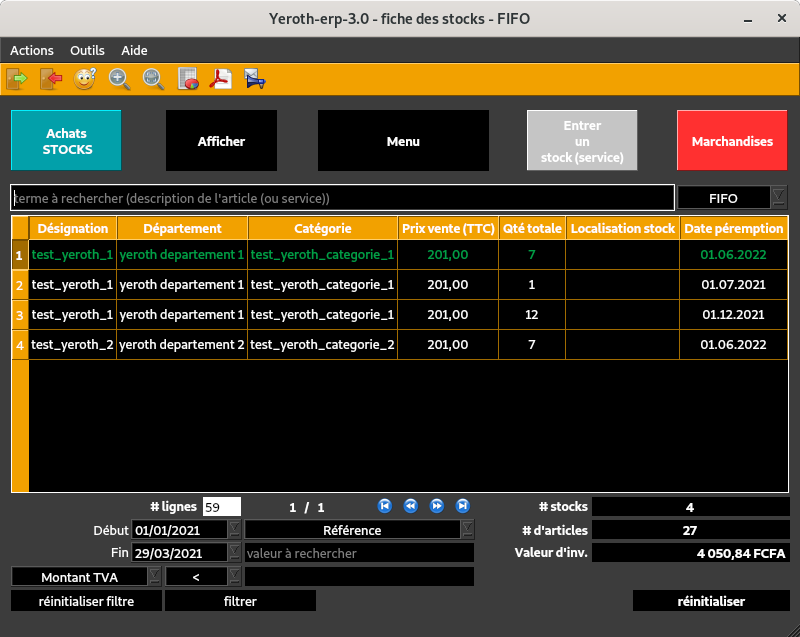 Yeroth-erp-3.0 - fiche des stocks - FIFO
Actions Outils Aide
Achats
STOCKS
Afficher
Menu
Entrer
un
stock (service)
Marchandises
terme à rechercher (description de l'article (ou service))
FIFO
Désignation Département Catégorie Prix vente (TTC) Qté totale Localisation stock Date péremption
1 test_yeroth_1 yeroth departement 1 test_yeroth_categorie_1 201,00 7 01.06.2022
2 test_yeroth_1 yeroth departement 1 test_yeroth_categorie_1 201,00 1 01.07.2021
3 test_yeroth_1 yeroth departement 1 test_yeroth_categorie_1 201,00 12 01.12.2021
4 test_yeroth_2 yeroth departement 2 test_yeroth_categorie_2 201,00 7 01.06.2022
# lignes 59 1 / 1 # stocks 4
Début 01/01/2021 Référence # d'articles 27
Fin 29/03/2021 valeur à rechercher Valeur d'inv. 4 050,84 FCFA
Montant TVA <
réinitialiser filtre filtrer réinitialiser